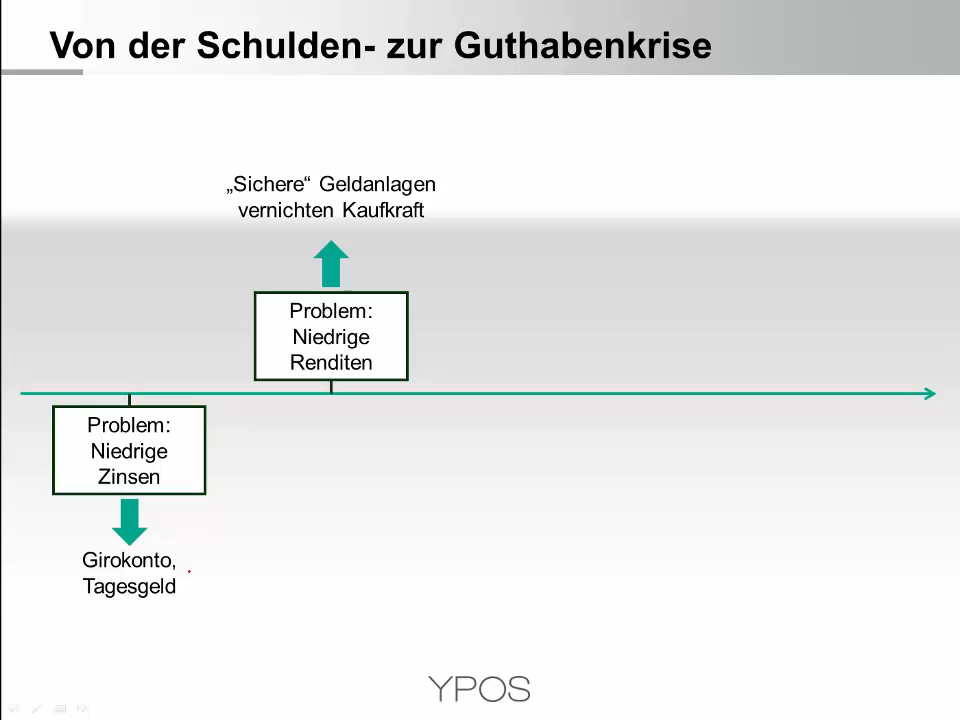 Von der Schulden- zur Guthabenkrise
„Sichere“ Geldanlagen
vernichten Kaufkraft
Problem:
Niedrige
Renditen
Problem:
Niedrige
Zinsen
Girokonto,
Tagesgeld
YPOS